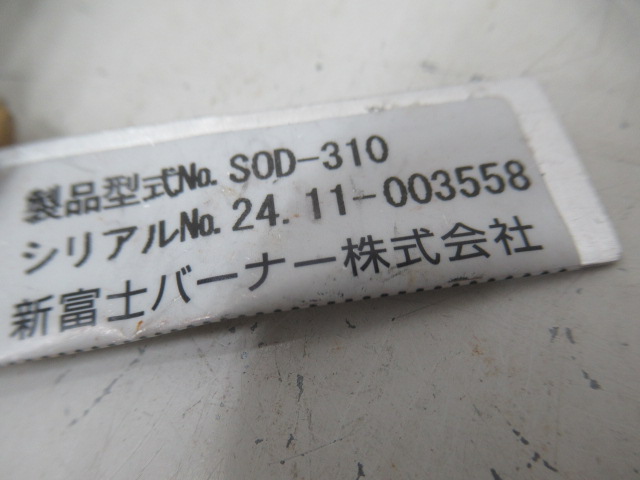 製品型式No. SOD-310
シリアルNo. 24.11-003558
新富士バーナー株式会社